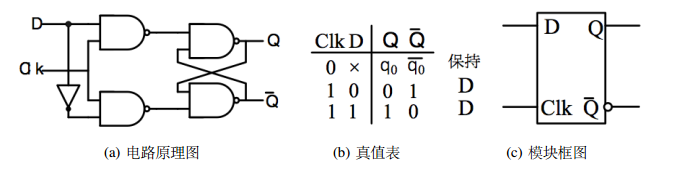 D
Clk
Q
Q̅
Clk D Q Q̅
0 × q₀ q̅₀ 保持
1 0 0 1 D
1 1 1 0 D
D Q
Clk Q̅
(a) 电路原理图
(b) 真值表
(c) 模块框图